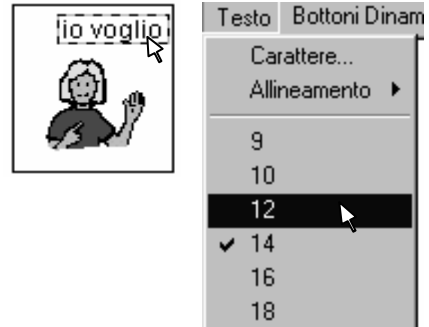 io voglio
Testo Bottoni Dinam
Carattere...
Allineamento
9
10
12
14
16
18